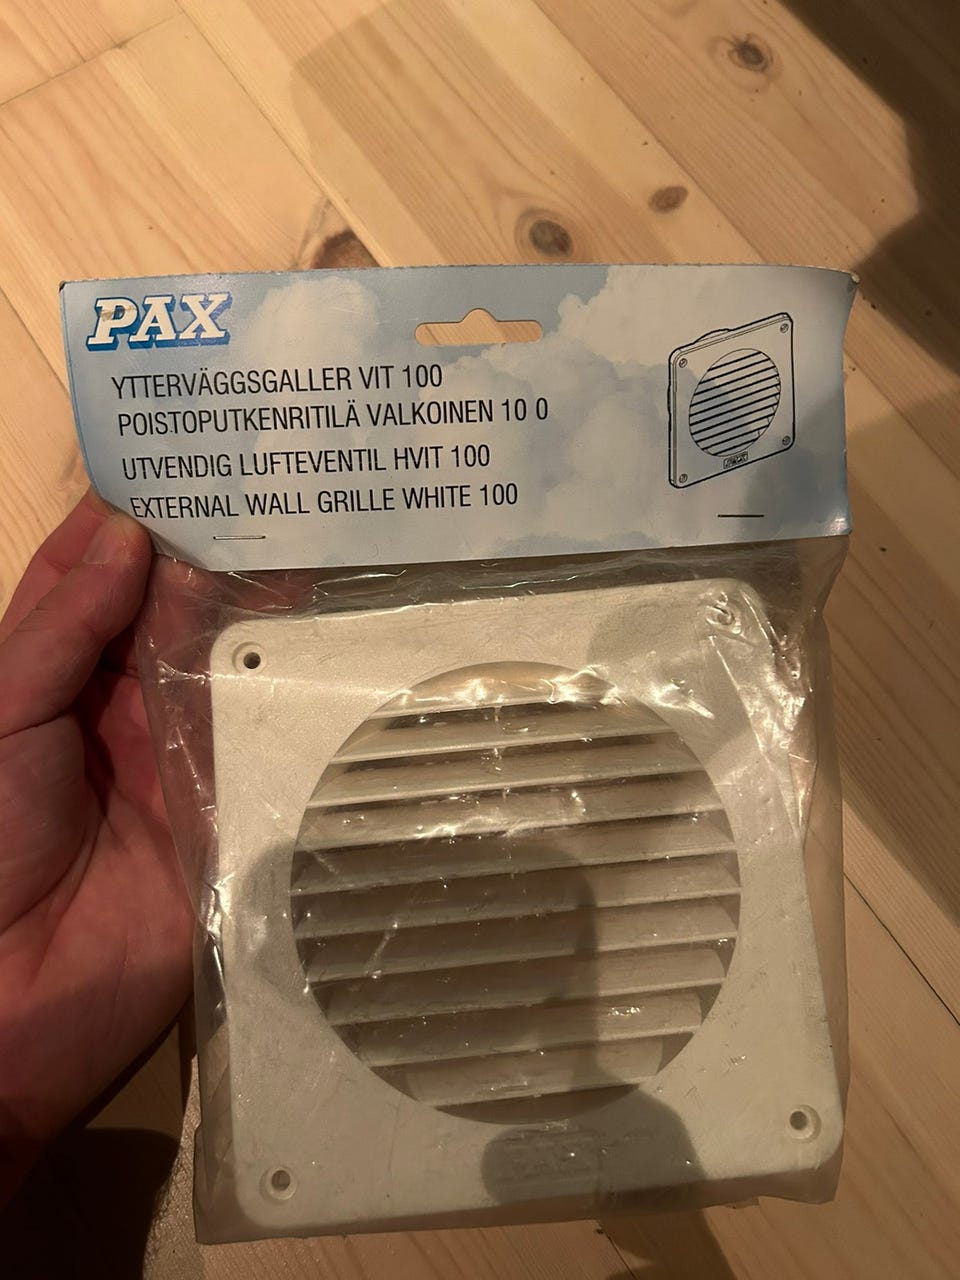 PAX
YTTERVÄGGSGALLER VIT 100
POISTOPUTKENRITILÄ VALKOINEN 10 0
UTVENDIG LUFTEVENTIL HVIT 100
EXTERNAL WALL GRILLE WHITE 100